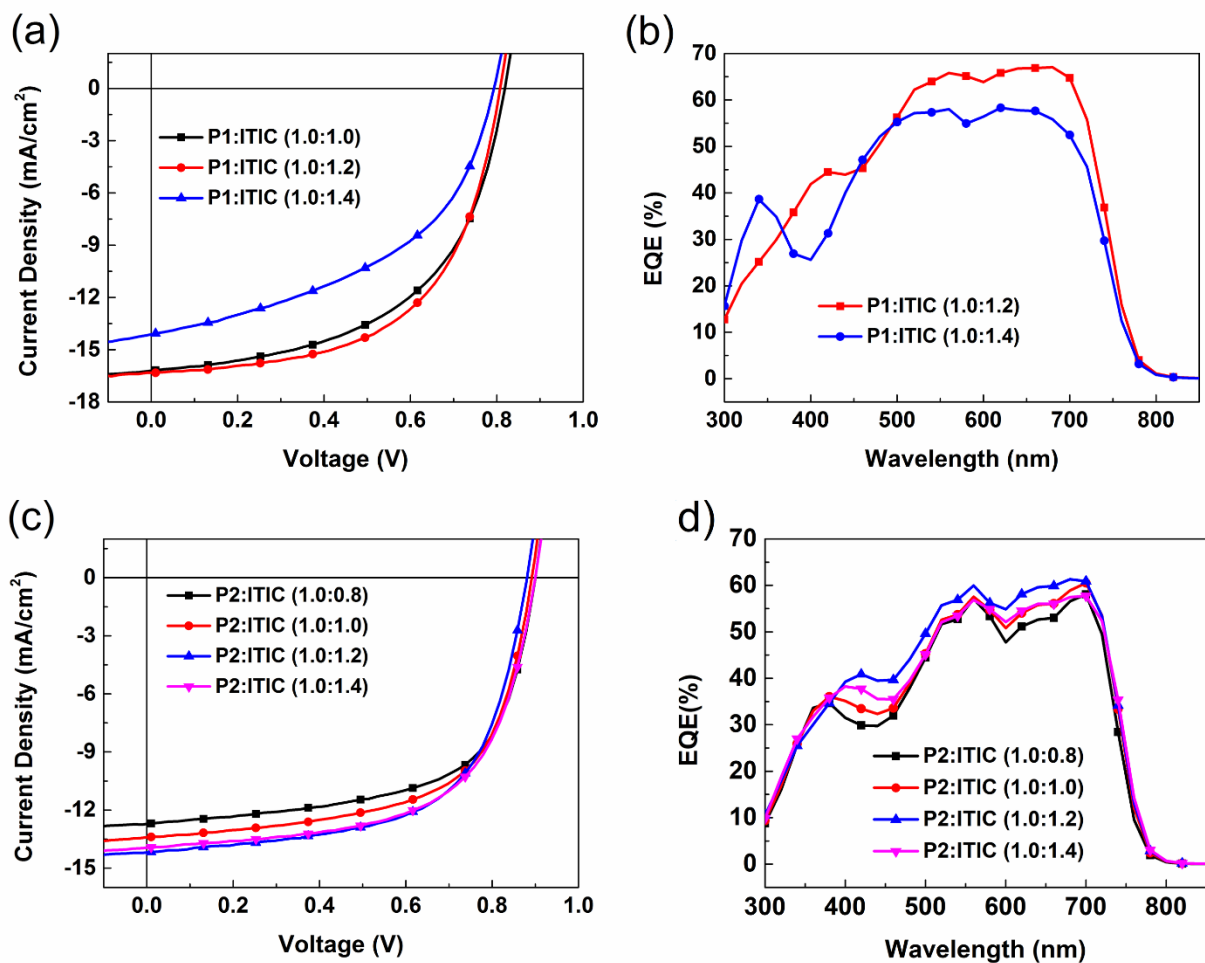 (a)
0
-3
-6
-9
-12
-15
-18
Current Density (mA/cm²)
P1:ITIC (1.0:1.0)
P1:ITIC (1.0:1.2)
P1:ITIC (1.0:1.4)
0.0 0.2 0.4 0.6 0.8 1.0
Voltage (V)
(b)
70
60
50
40
30
20
10
0
EQE (%)
P1:ITIC (1.0:1.2)
P1:ITIC (1.0:1.4)
300 400 500 600 700 800
Wavelength (nm)
(c)
0
-3
-6
-9
-12
-15
Current Density (mA/cm²)
P2:ITIC (1.0:0.8)
P2:ITIC (1.0:1.0)
P2:ITIC (1.0:1.2)
P2:ITIC (1.0:1.4)
0.0 0.2 0.4 0.6 0.8 1.0
Voltage (V)
d)
70
60
50
40
30
20
10
0
EQE(%)
P2:ITIC (1.0:0.8)
P2:ITIC (1.0:1.0)
P2:ITIC (1.0:1.2)
P2:ITIC (1.0:1.4)
300 400 500 600 700 800
Wavelength (nm)